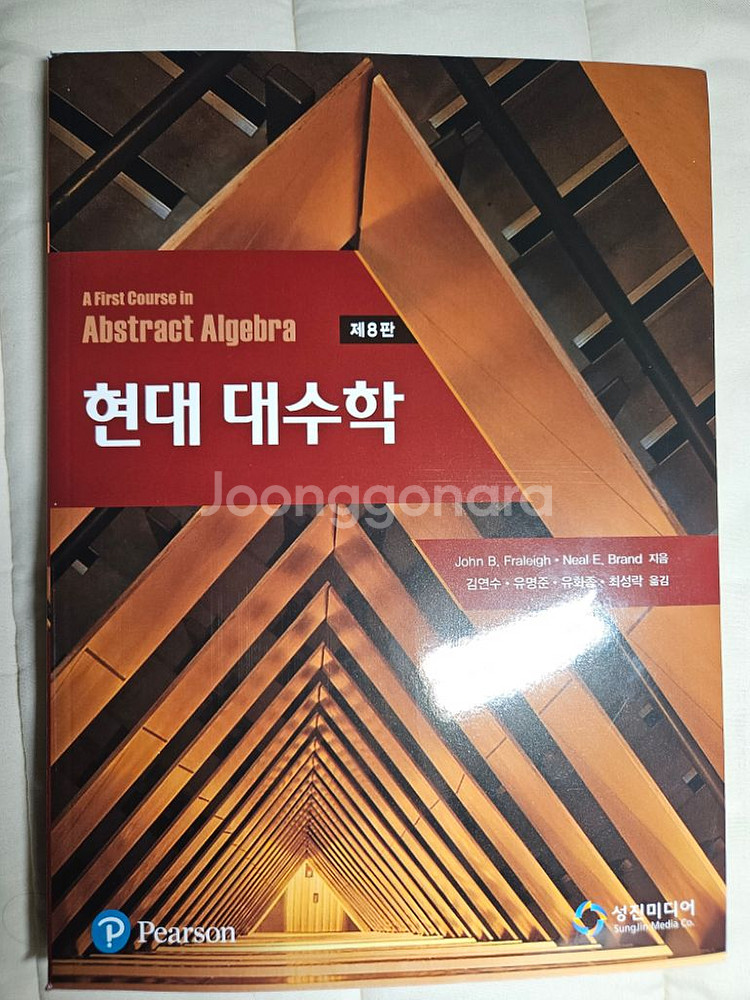 A First Course in
Abstract Algebra
제8판
현대 대수학
Joonggonara
John B. Fraleigh · Neal E. Brand 지음
김연수 · 유명준 · 유화종 · 최성락 옮김
Pearson
성진미디어
SungJin Media Co.